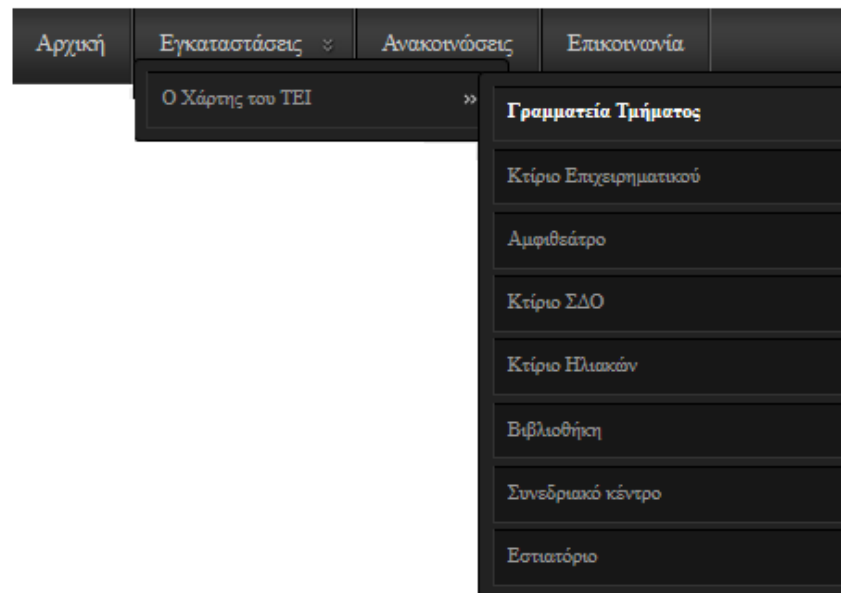 Αρχική Εγκαταστάσεις Ανακοινώσεις Επικοινωνία
Ο Χάρτης του ΤΕΙ »
Γραμματεία Τμήματος
Κτίριο Επιχειρηματικού
Αμφιθεάτρο
Κτίριο ΣΔΟ
Κτίριο Ηλιακών
Βιβλιοθήκη
Συνεδριακό κέντρο
Εστιατόριο